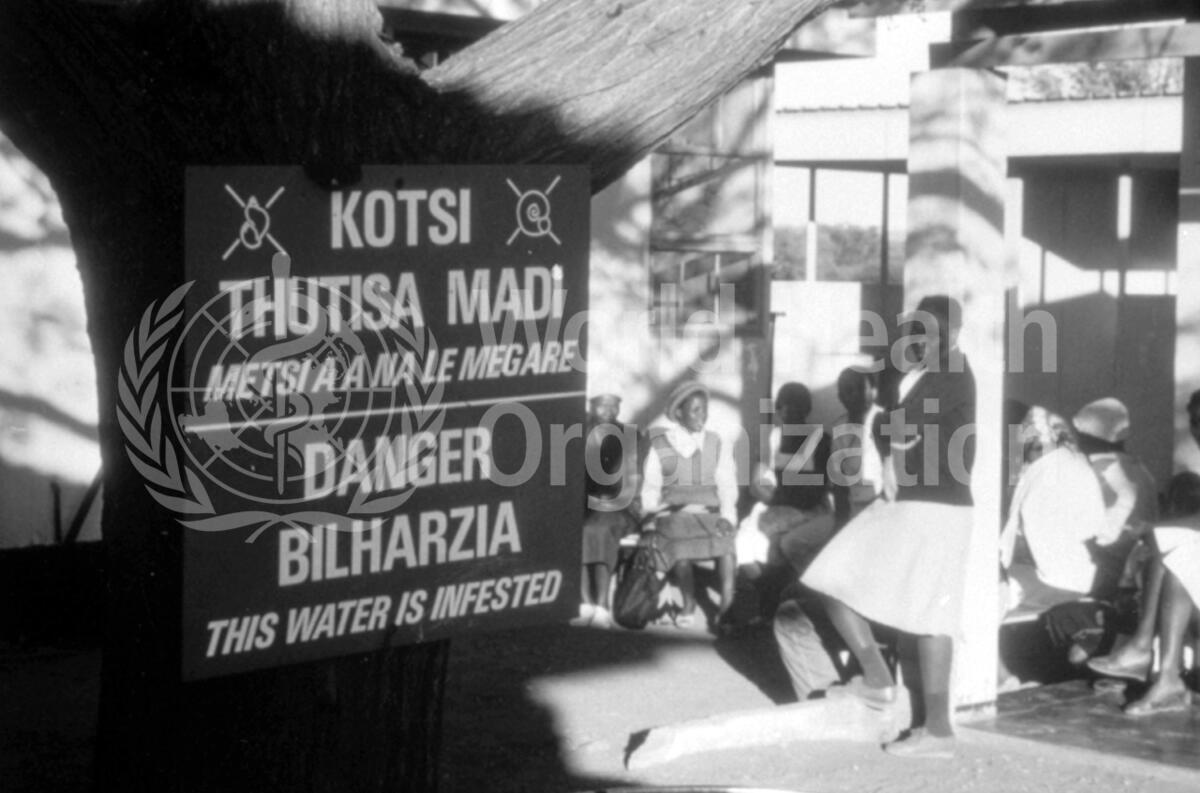 KOTSI
THUTISA MADi
METSI A A NA LE MEGARE
DANGER
BILHARZIA
THIS WATER IS INFESTED
World Health
Organization